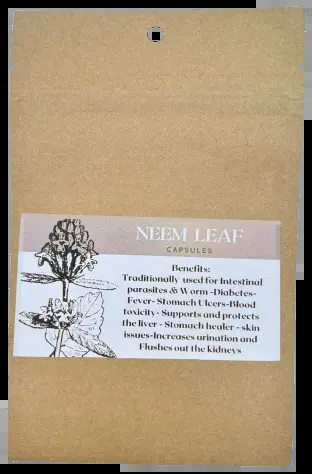 NEEM LEAF
CAPSULES
Benefits:
Traditionally used for Intestinal
parasites & Worm -Diabetes-
Fever- Stomach Ulcers-Blood
toxicity - Supports and protects
the liver - Stomach healer - skin
issues-Increases urination and
Flushes out the kidneys